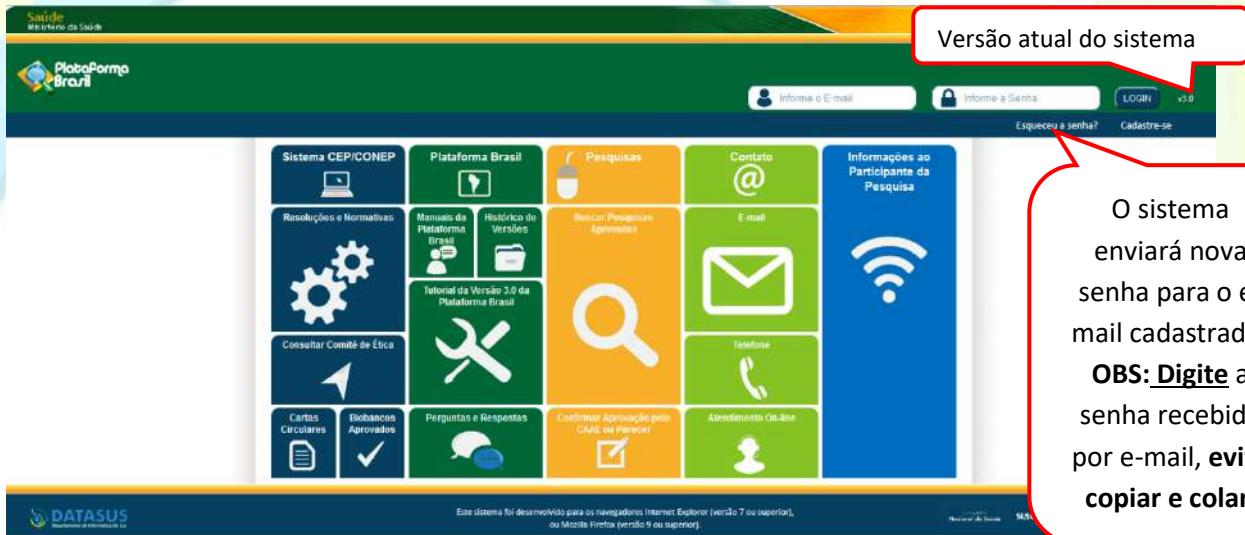 Saúde
Ministério da Saúde
Versão atual do sistema
Plataforma
Brasil
Informe o E-mail
Informe a Senha
LOGIN
v3.0
Esqueceu a senha?
Cadastre-se
Sistema CEP/CONEP
Plataforma Brasil
Pesquisas
Contato
Informações ao
Participante da
Pesquisa
Resoluções e Normativas
Manuais da
Plataforma
Brasil
Histórico de
Versões
Buscar Pesquisas
Aprovadas
E-mail
Tutorial da Versão 3.0 da
Plataforma Brasil
Consultar Comitê de Ética
Telefone
Cartas
Circulares
Biobancos
Aprovados
Perguntas e Respostas
Confirmar Aprovação pelo
CAAE ou Parecer
Atendimento On-line
O sistema
enviará nova
senha para o e
mail cadastrad
OBS: Digite a
senha recebid
por e-mail, evi
copiar e colar
DATASUS
Este sistema foi desenvolvido para os navegadores Internet Explorer (versão 7 ou superior),
ou Mozilla Firefox (versão 9 ou superior).